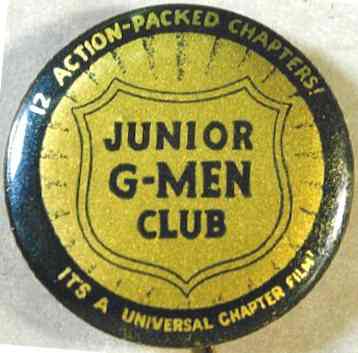 12 ACTION-PACKED CHAPTERS!
JUNIOR
G-MEN
CLUB
ITS A UNIVERSAL CHAPTER FILM!